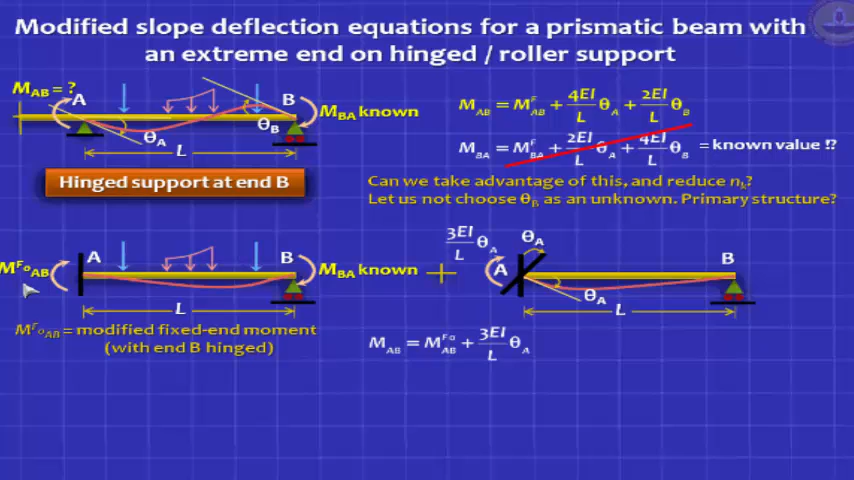 Modified slope deflection equations for a prismatic beam with
an extreme end on hinged / roller support
M_AB = ?
A
B
M_BA known
θ_A
θ_B
L
Hinged support at end B
M_AB = M^F_AB + 4EI/L θ_A + 2EI/L θ_B
M_BA = M^F_BA + 2EI/L θ_A + 4EI/L θ_B = known value !?
Can we take advantage of this, and reduce n_k?
Let us not choose θ_B as an unknown. Primary structure?
M^Fo_AB
A
B
M_BA known
L
+
3EI/L θ_A
θ_A
A
B
θ_A
L
M^Fo_AB = modified fixed-end moment
(with end B hinged)
M_AB = M^Fo_AB + 3EI/L θ_A